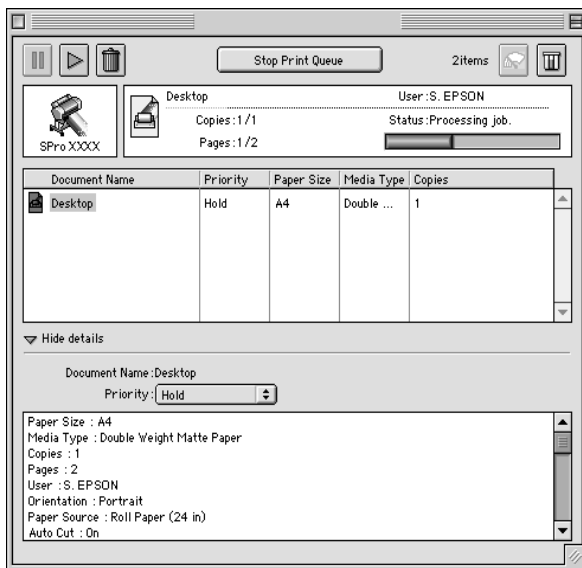 Stop Print Queue
2items
SPro XXXX
Desktop
User:S. EPSON
Copies:1/1
Status:Processing job.
Pages:1/2
Document Name Priority Paper Size Media Type Copies
Desktop Hold A4 Double ... 1
Hide details
Document Name:Desktop
Priority: Hold
Paper Size : A4
Media Type : Double Weight Matte Paper
Copies : 1
Pages : 2
User : S. EPSON
Orientation : Portrait
Paper Source : Roll Paper (24 in)
Auto Cut : On